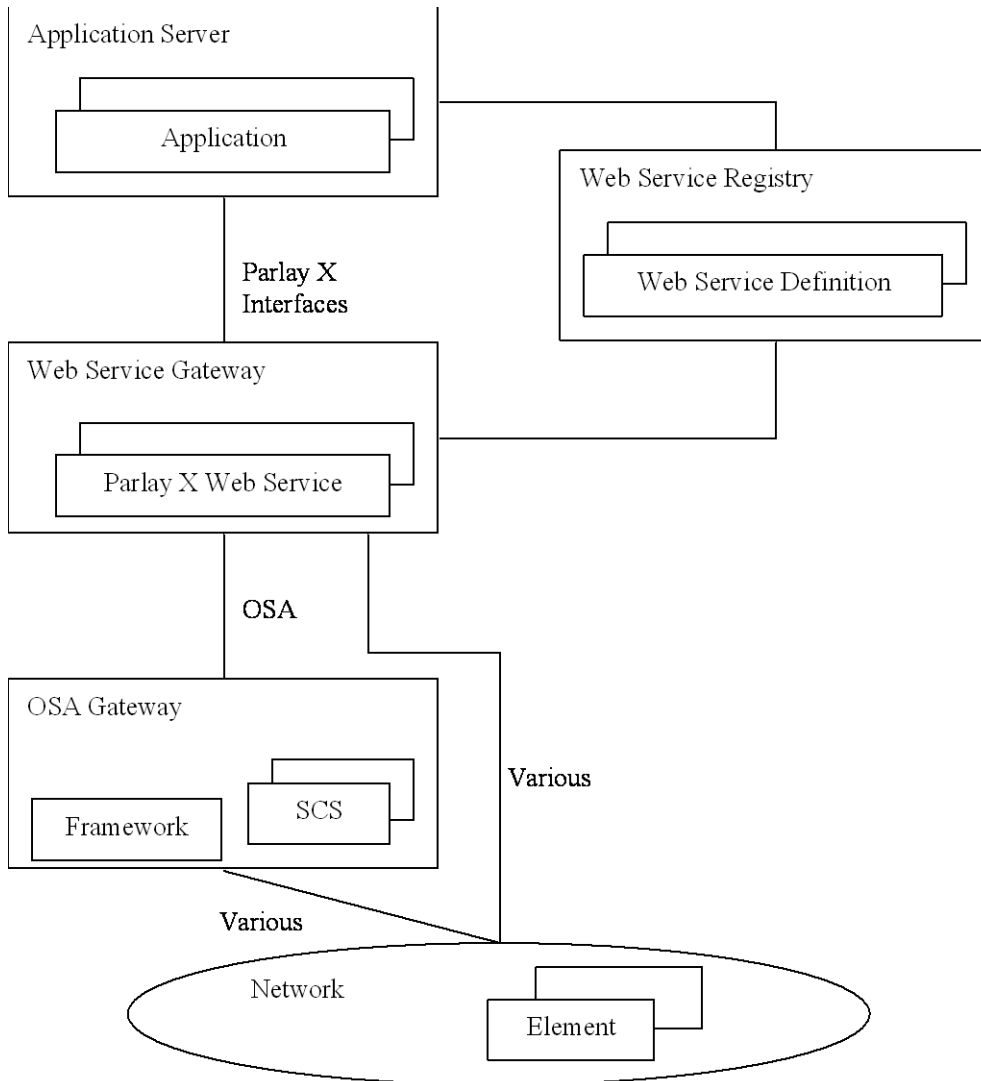 Application Server
Application
Web Service Registry
Web Service Definition
Parlay X
Interfaces
Web Service Gateway
Parlay X Web Service
OSA
OSA Gateway
SCS
Framework
Various
Various
Network
Element